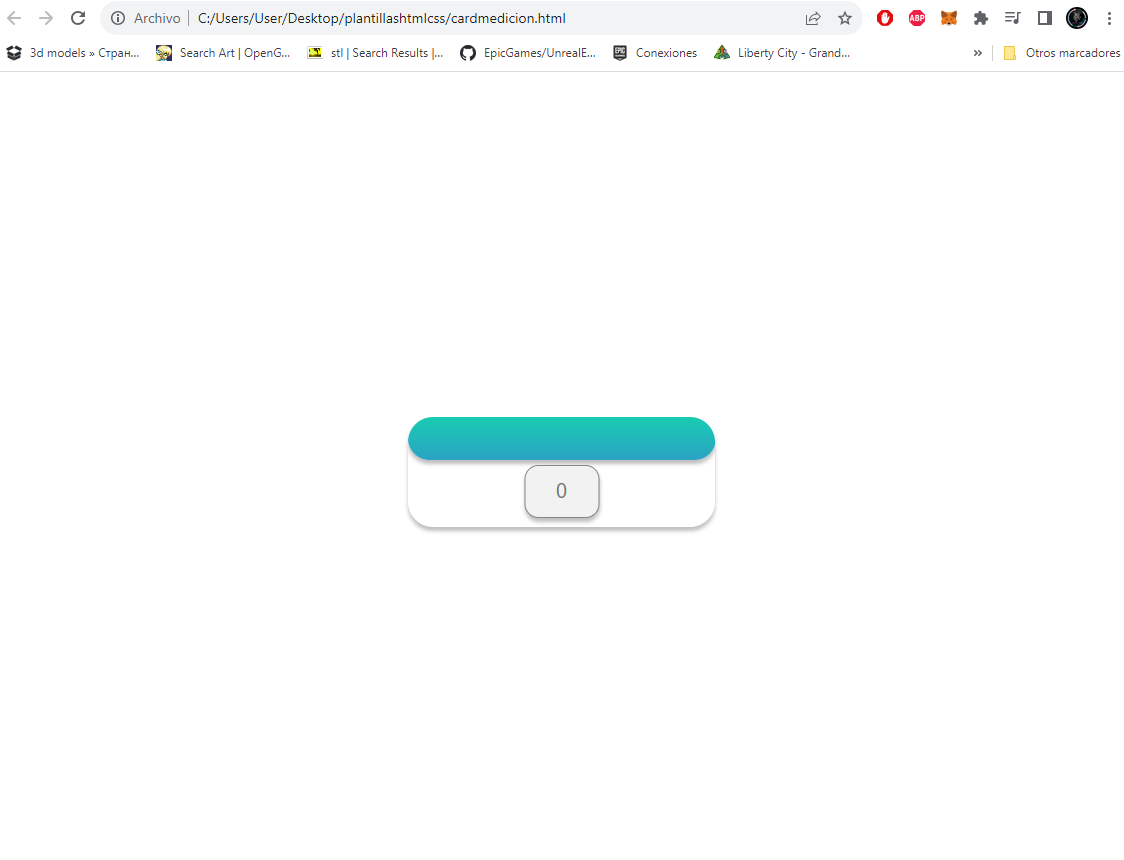 Archivo C:/Users/User/Desktop/plantillashtmlcss/cardmedicion.html ABP
3d models » Стран... Search Art | OpenG... stl | Search Results |... EpicGames/UnrealE... EPIC Conexiones Liberty City - Grand... » Otros marcadores
0